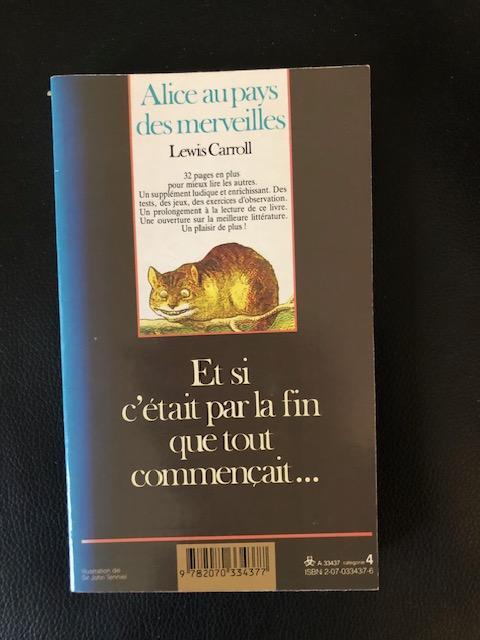 Alice au pays
des merveilles
Lewis Carroll
32 pages en plus
pour mieux lire les autres.
Un supplément ludique et enrichissant. Des
tests, des jeux, des exercices d'observation.
Un prolongement à la lecture de ce livre.
Une ouverture sur la meilleure littérature.
Un plaisir de plus !
Et si
c'était par la fin
que tout
commençait...
Illustration de
Sir John Tenniel
9 782070 334377
A 33437 catégorie 4
ISBN 2-07-033437-6